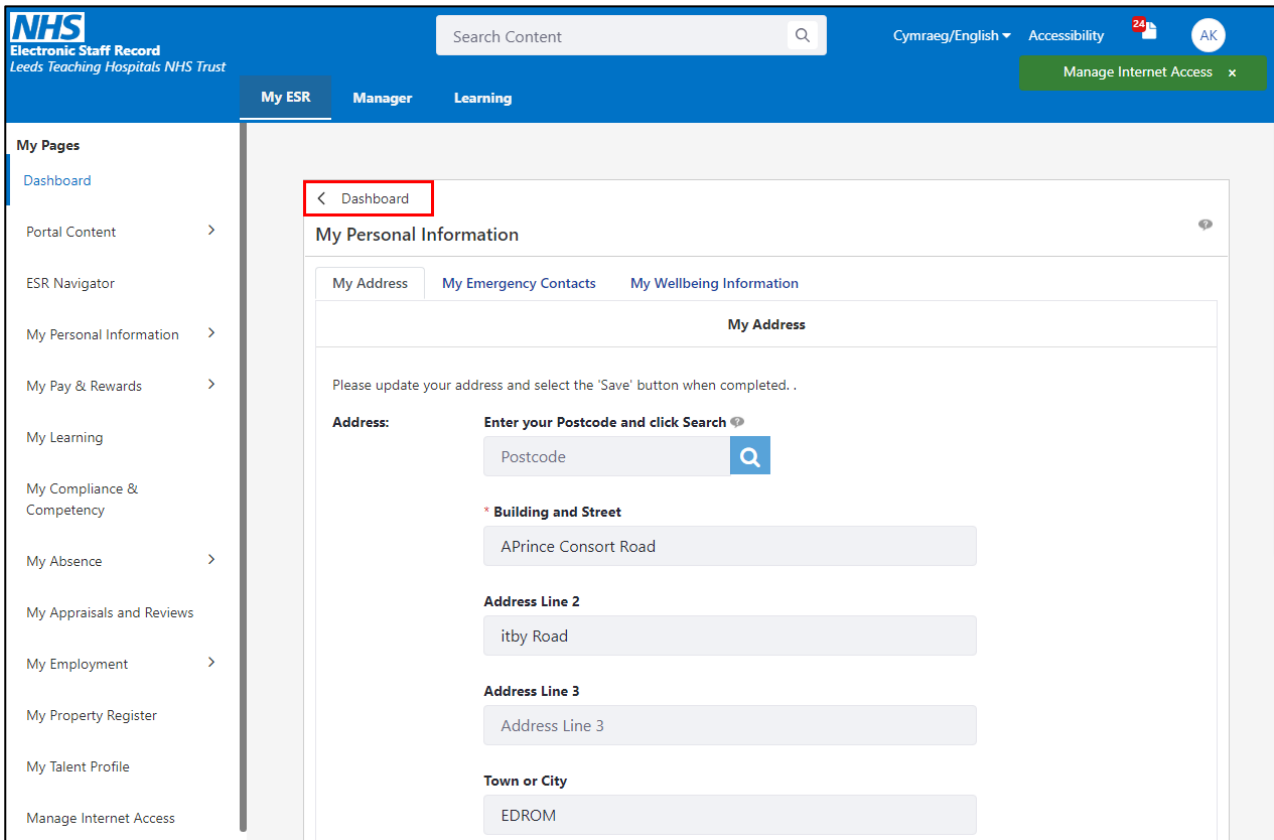 NHS
Electronic Staff Record
Leeds Teaching Hospitals NHS Trust
Search Content
Cymraeg/English
Accessibility
24
AK
Manage Internet Access x
My ESR
Manager
Learning
My Pages
Dashboard
Portal Content
ESR Navigator
My Personal Information
My Pay & Rewards
My Learning
My Compliance &
Competency
My Absence
My Appraisals and Reviews
My Employment
My Property Register
My Talent Profile
Manage Internet Access
Dashboard
My Personal Information
My Address
My Emergency Contacts
My Wellbeing Information
My Address
Please update your address and select the 'Save' button when completed. .
Address:
Enter your Postcode and click Search
Postcode
* Building and Street
APrince Consort Road
Address Line 2
itby Road
Address Line 3
Address Line 3
Town or City
EDROM